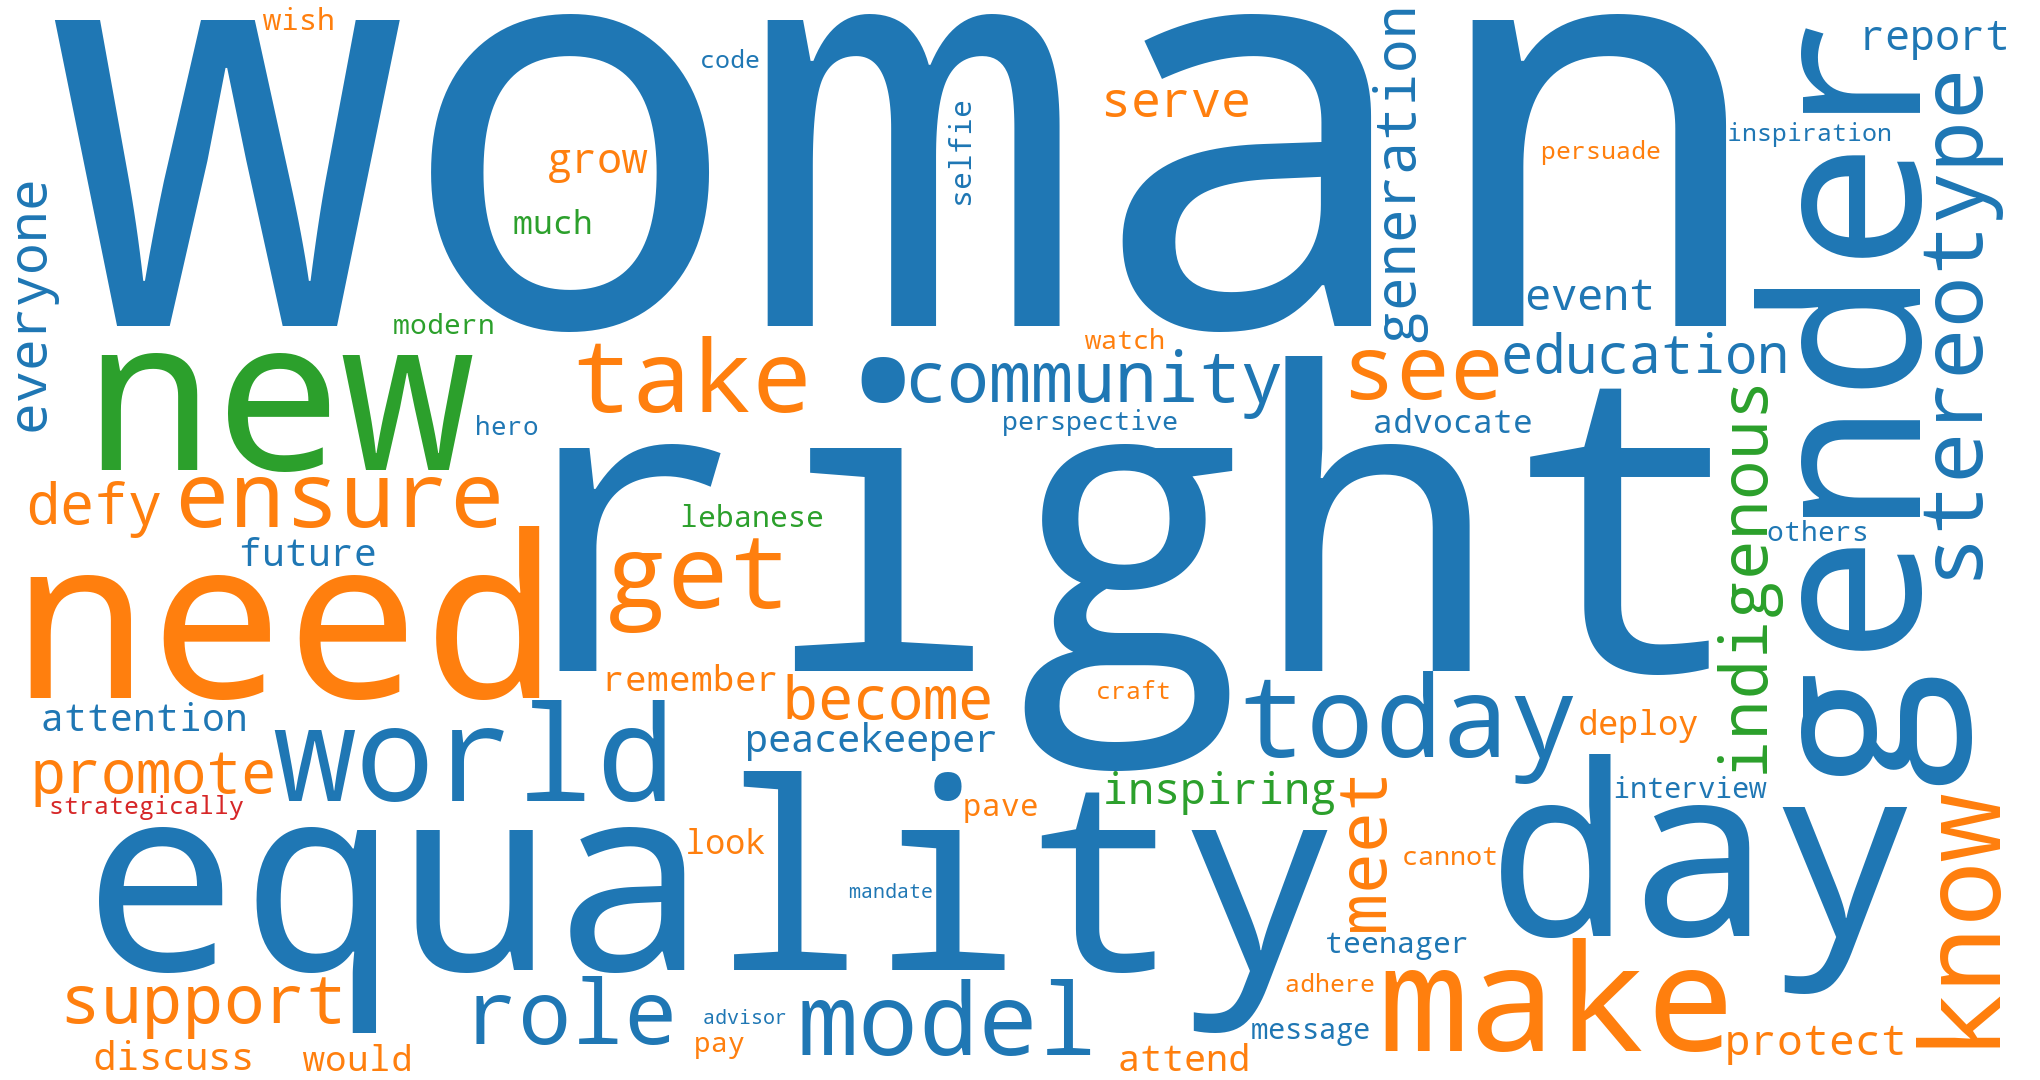 wish
woman
code
report
serve
generation
selfie
grow
much
persuade
inspiration
gender
stereotype
everyone
event
modern
new
take
watch
community
see
education
hero
perspective
advocate
indigenous
right
defy
ensure
lebanese
others
future
need
get
remember
become
craft
today
attention
world
peacekeeper
deploy
promote
inspiring
meet
interview
strategically
equality
pave
day
know
look
cannot
mandate
teenager
support
role
model
adhere
make
advisor
message
protect
discuss
would
pay
attend